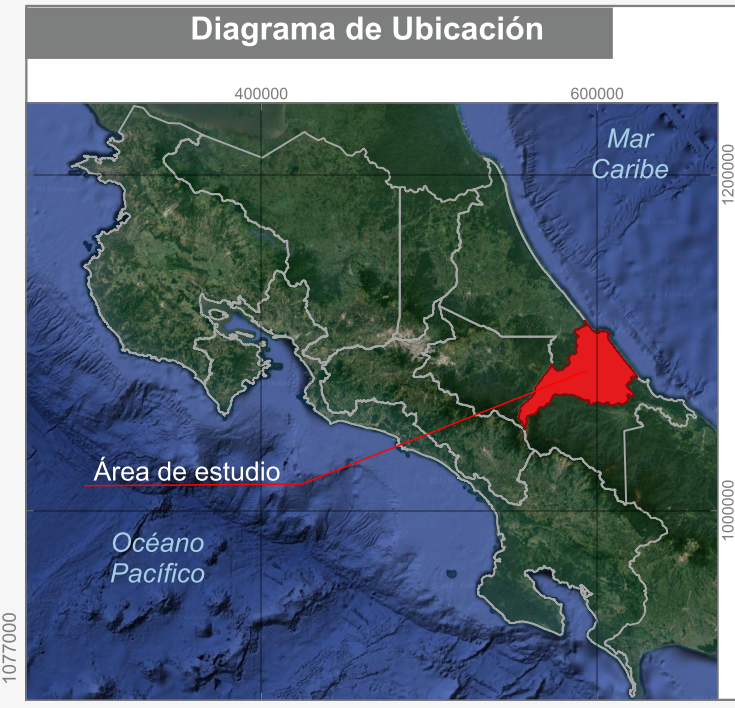 Diagrama de Ubicación
400000
600000
Mar
Caribe
1200000
Área de estudio
1000000
Océano
Pacífico
1077000